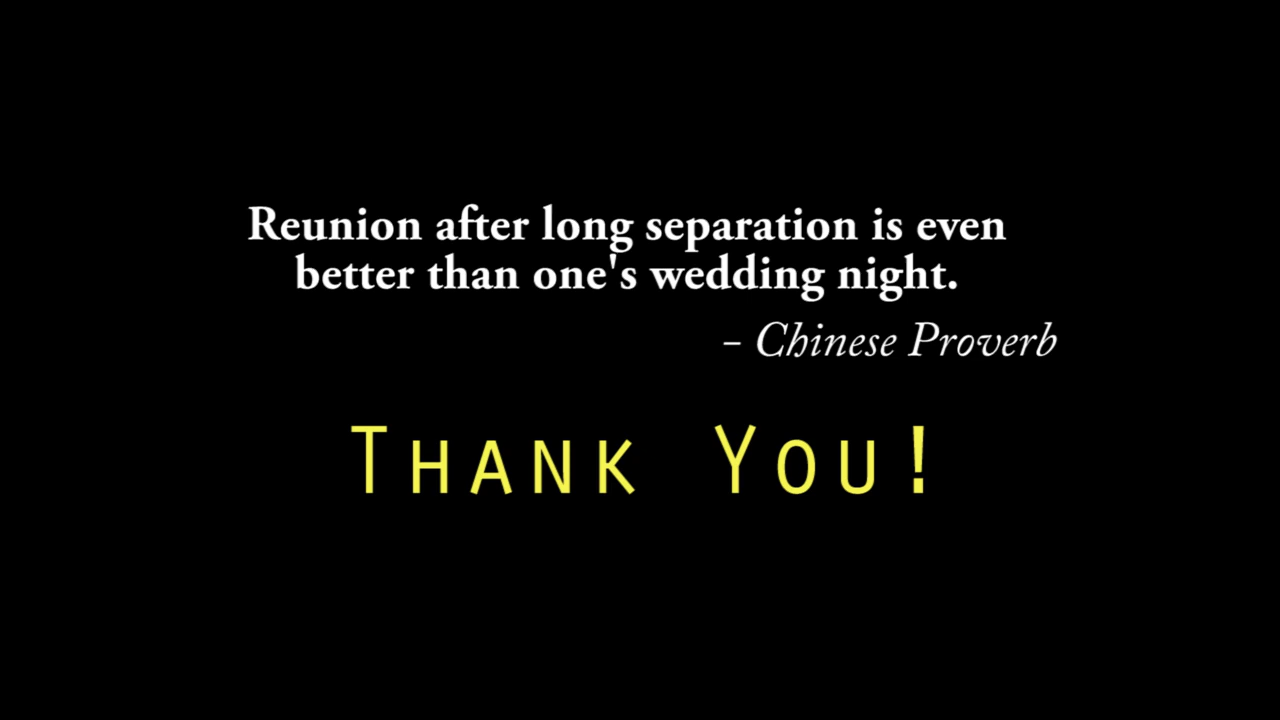 Reunion after long separation is even
better than one's wedding night.
– Chinese Proverb
THANK YOU!